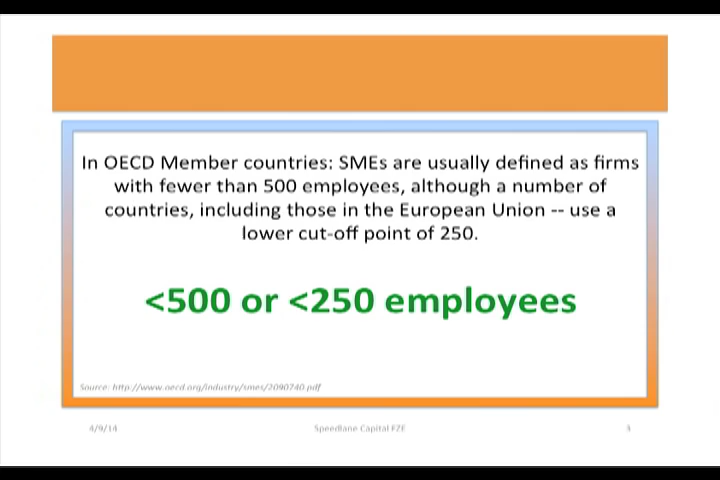 In OECD Member countries: SMEs are usually defined as firms
with fewer than 500 employees, although a number of
countries, including those in the European Union -- use a
lower cut-off point of 250.
<500 or <250 employees
Source: http://www.oecd.org/industry/smes/2090740.pdf
4/9/14
Speedlane Capital FZE